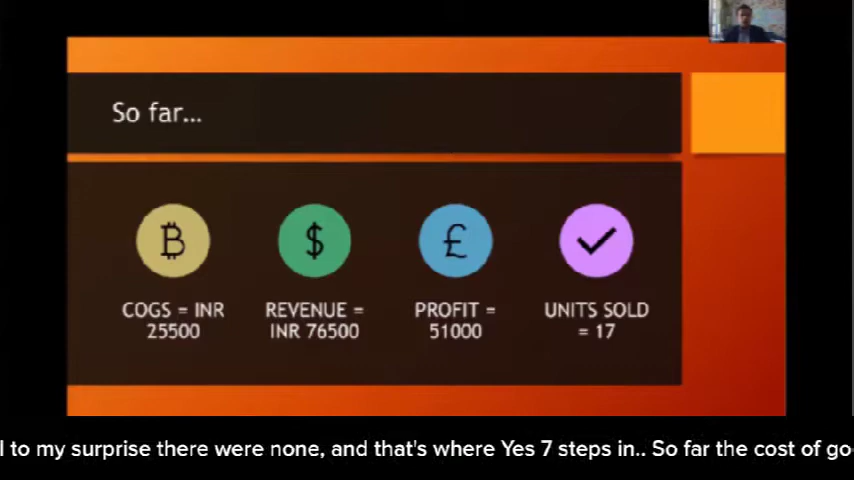 So far...
COGS = INR
25500
REVENUE =
INR 76500
PROFIT =
51000
UNITS SOLD
= 17
l to my surprise there were none, and that's where Yes 7 steps in.. So far the cost of go